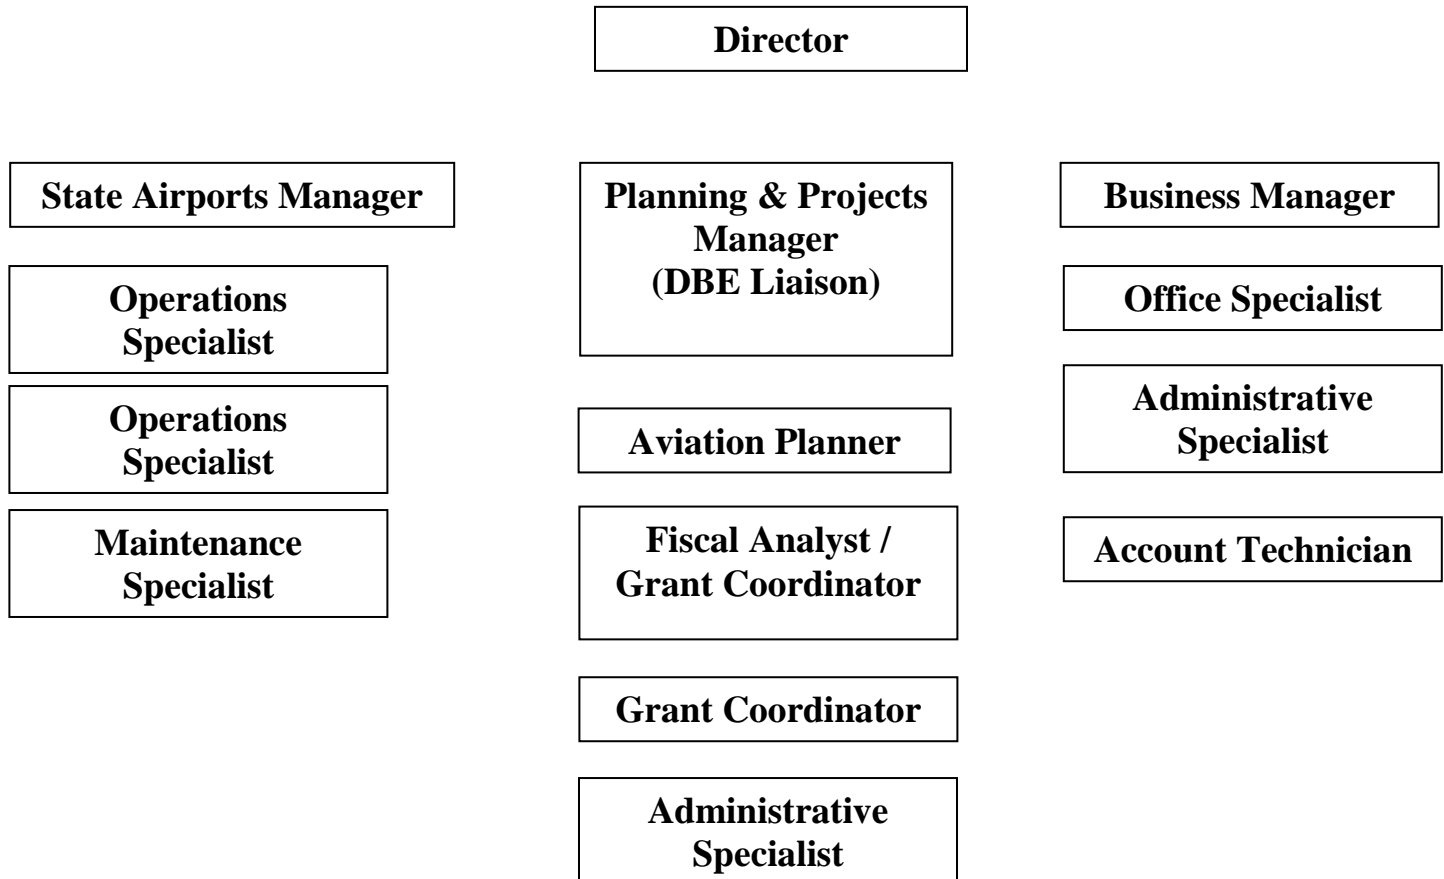 Director
State Airports Manager
Operations
Specialist
Operations
Specialist
Maintenance
Specialist
Planning & Projects
Manager
(DBE Liaison)
Aviation Planner
Fiscal Analyst /
Grant Coordinator
Grant Coordinator
Administrative
Specialist
Business Manager
Office Specialist
Administrative
Specialist
Account Technician